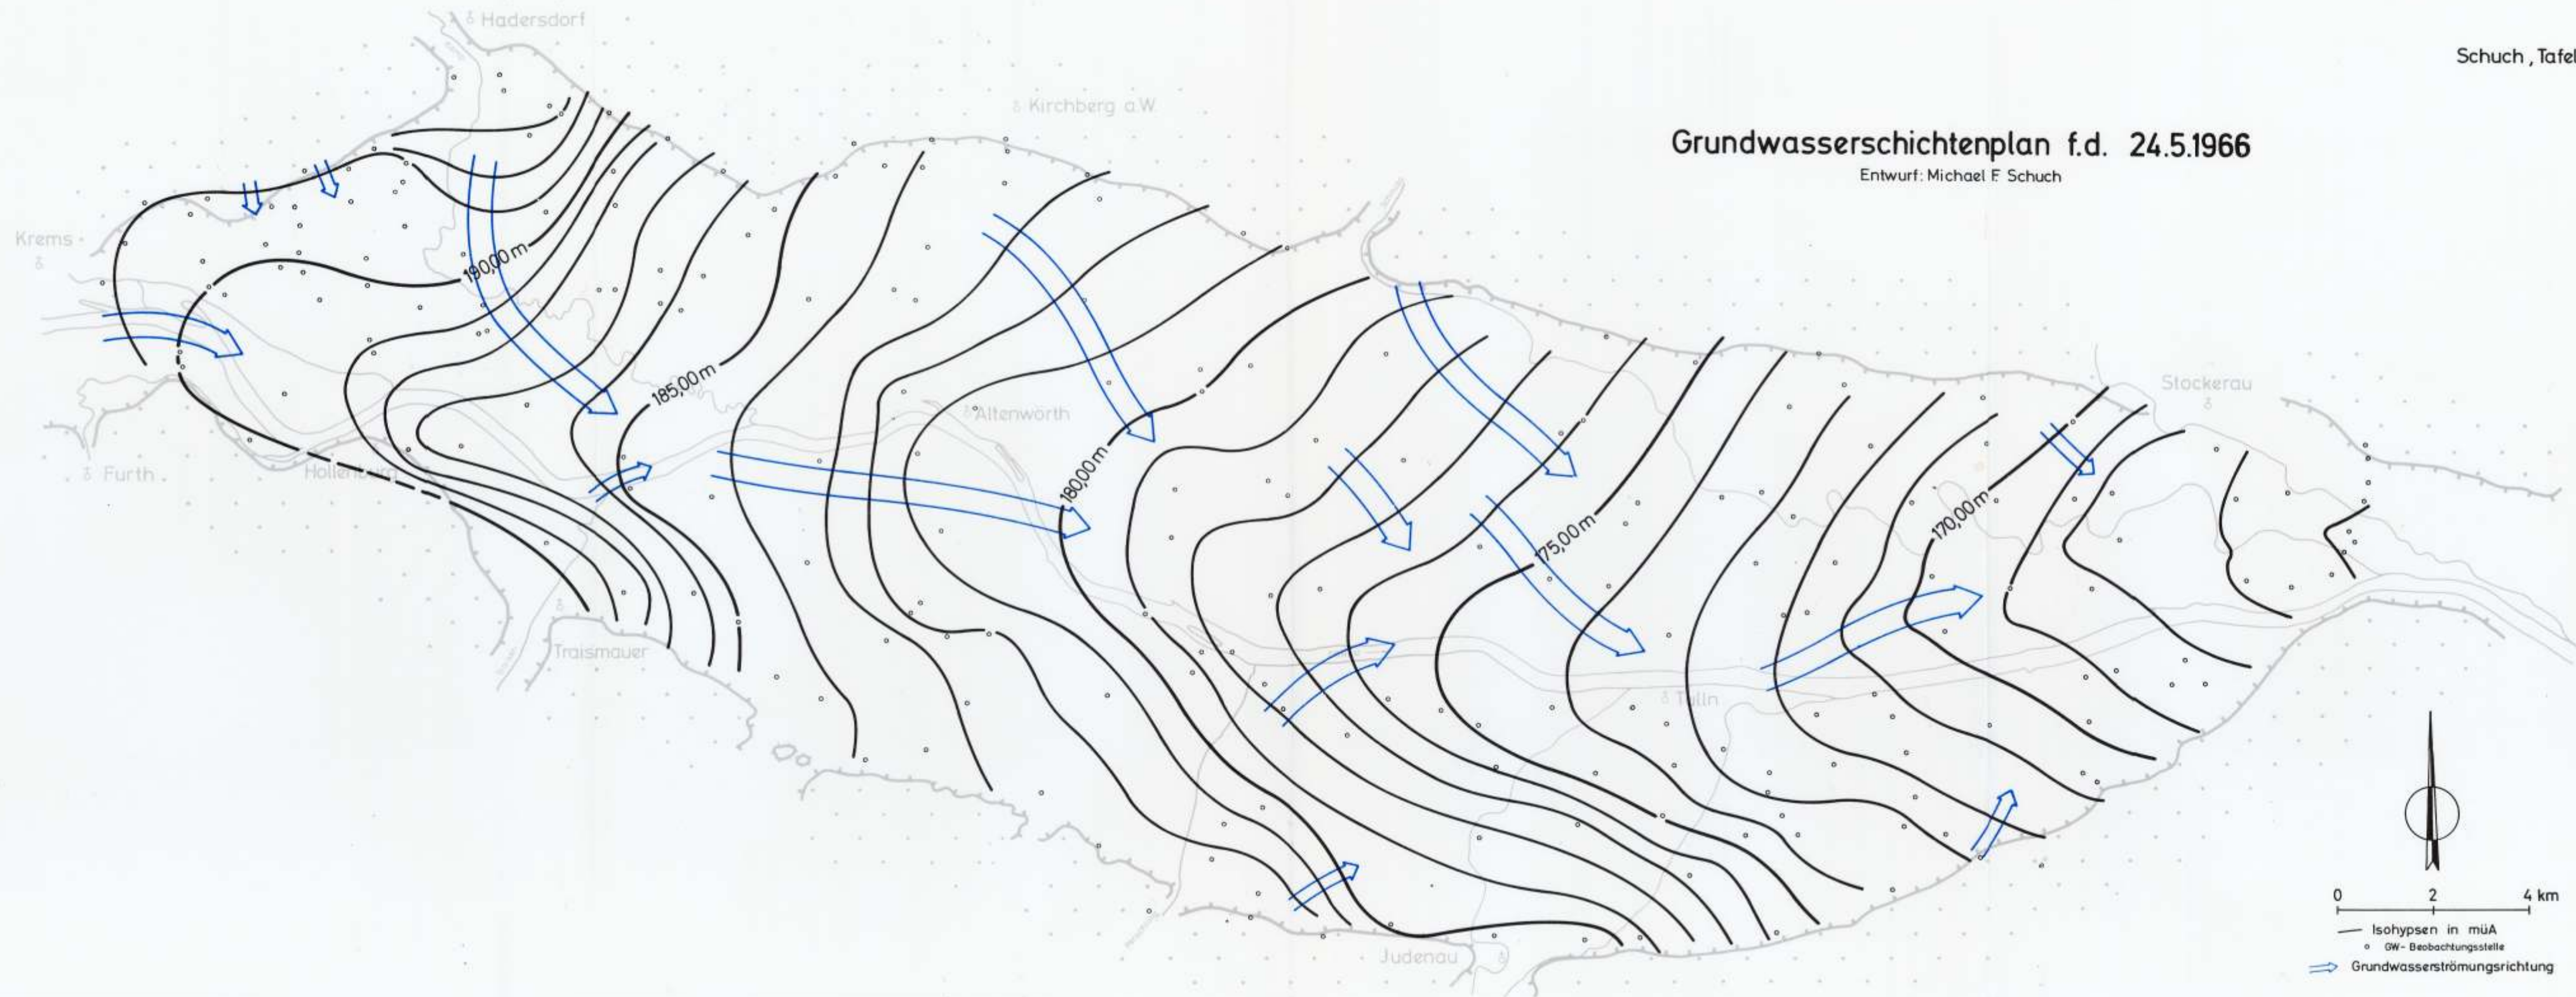 Hadersdorf
Schuch, Tafel
Kirchberg a.W.
Grundwasserschichtenplan f.d. 24.5.1966
Entwurf: Michael F. Schuch
Krems
190,00 m
185,00 m
Stockerau
Altenwörth
Furth
Hollenburg
180,00 m
170,00 m
175,00 m
Traismauer
Tulln
0 2 4 km
Isohypsen in müA
GW- Beobachtungsstelle
Judenau
Grundwasserströmungsrichtung